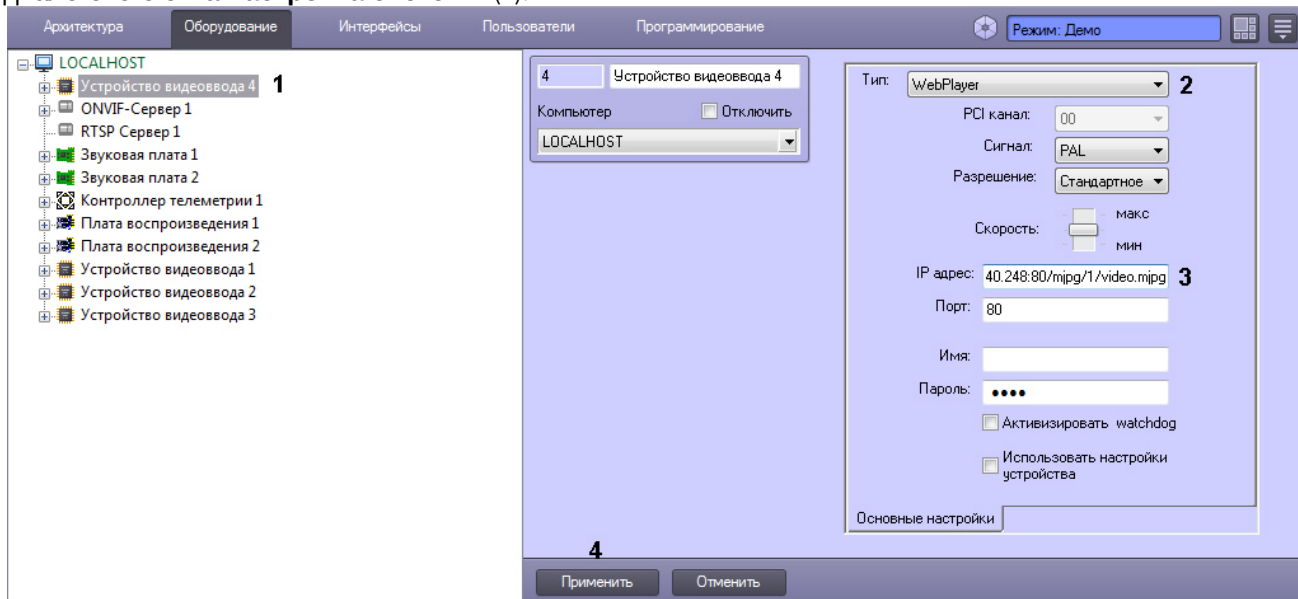 Архитектура Оборудование Интерфейсы Пользователи Программирование Режим: Демо
LOCALHOST
Устройство видеоввода 4 1
ONVIF-Сервер 1
RTSP Сервер 1
Звуковая плата 1
Звуковая плата 2
Контроллер телеметрии 1
Плата воспроизведения 1
Плата воспроизведения 2
Устройство видеоввода 1
Устройство видеоввода 2
Устройство видеоввода 3
4 Устройство видеоввода 4
Компьютер Отключить
LOCALHOST
Тип: WebPlayer 2
PCI канал: 00
Сигнал: PAL
Разрешение: Стандартное
макс
Скорость:
мин
IP адрес: 40.248:80/mjpg/1/video.mjpg 3
Порт: 80
Имя:
Пароль: ●●●●
Активизировать watchdog
Использовать настройки
устройства
Основные настройки
4
Применить Отменить